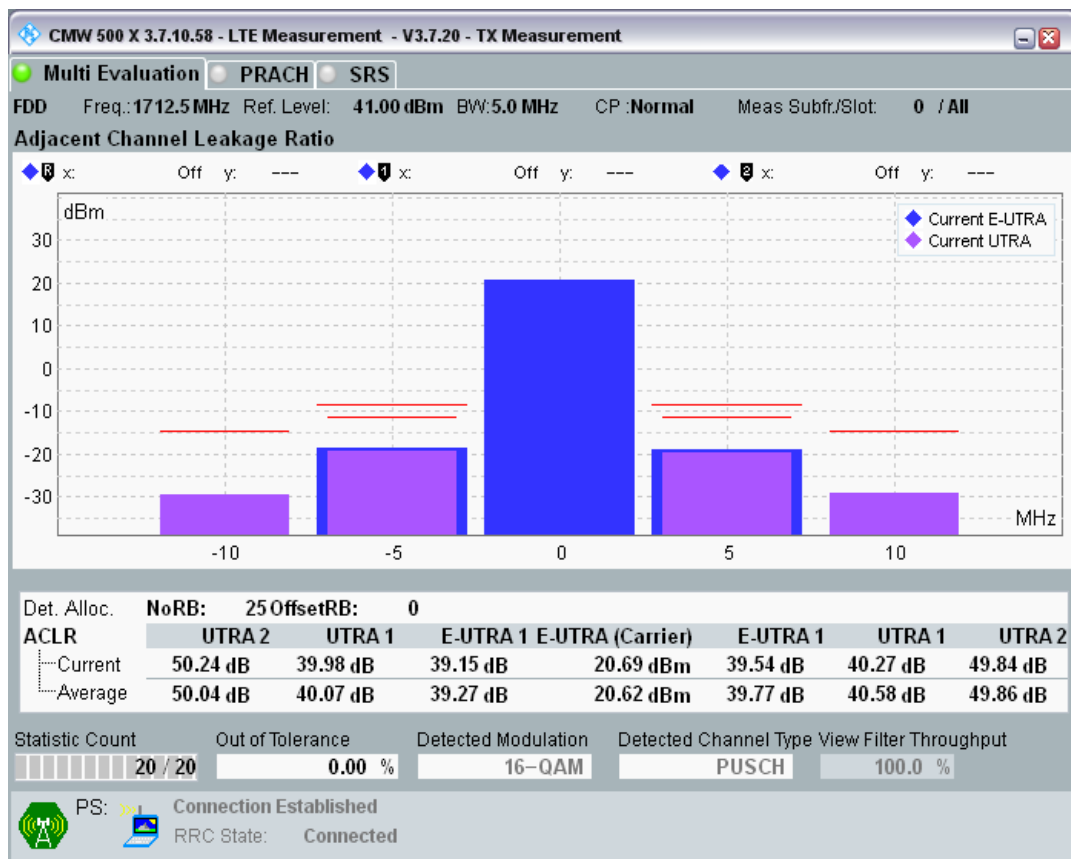 CMW 500 X 3.7.10.58 - LTE Measurement - V3.7.20 - TX Measurement
Multi Evaluation PRACH SRS
FDD Freq.: 1712.5 MHz Ref. Level: 41.00 dBm BW: 5.0 MHz CP :Normal Meas Subfr./Slot: 0 / All
Adjacent Channel Leakage Ratio
R x: Off y: --- 1 x: Off y: --- 2 x: Off y: ---
dBm
Current E-UTRA
Current UTRA
30
20
10
0
-10
-20
-30
MHz
-10 -5 0 5 10
Det. Alloc. NoRB: 25 OffsetRB: 0
ACLR UTRA 2 UTRA 1 E-UTRA 1 E-UTRA (Carrier) E-UTRA 1 UTRA 1 UTRA 2
Current 50.24 dB 39.98 dB 39.15 dB 20.69 dBm 39.54 dB 40.27 dB 49.84 dB
Average 50.04 dB 40.07 dB 39.27 dB 20.62 dBm 39.77 dB 40.58 dB 49.86 dB
Statistic Count Out of Tolerance Detected Modulation Detected Channel Type View Filter Throughput
20 / 20 0.00 % 16-QAM PUSCH 100.0 %
PS: Connection Established
RRC State: Connected